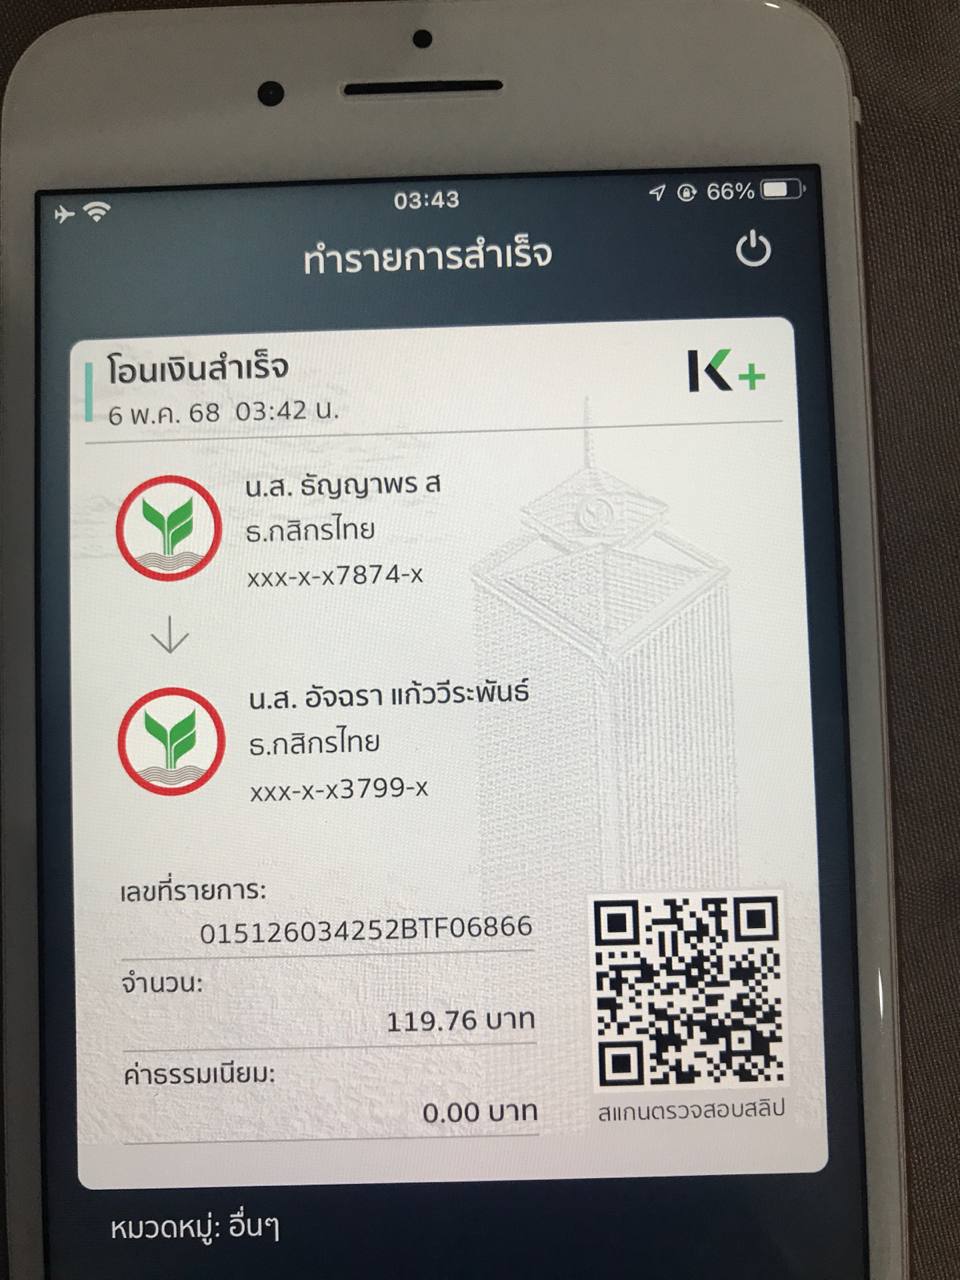 03:43
66%
ทำรายการสำเร็จ
โอนเงินสำเร็จ
K+
6 พ.ค. 68 03:42 น.
น.ส. ธัญญาพร ส
ธ.กสิกรไทย
xxx-x-x7874-x
น.ส. อัจฉรา แก้ววีระพันธ์
ธ.กสิกรไทย
xxx-x-x3799-x
เลขที่รายการ:
015126034252BTF06866
จำนวน:
119.76 บาท
ค่าธรรมเนียม:
0.00 บาท
สแกนตรวจสอบสลิป
หมวดหมู่: อื่นๆ